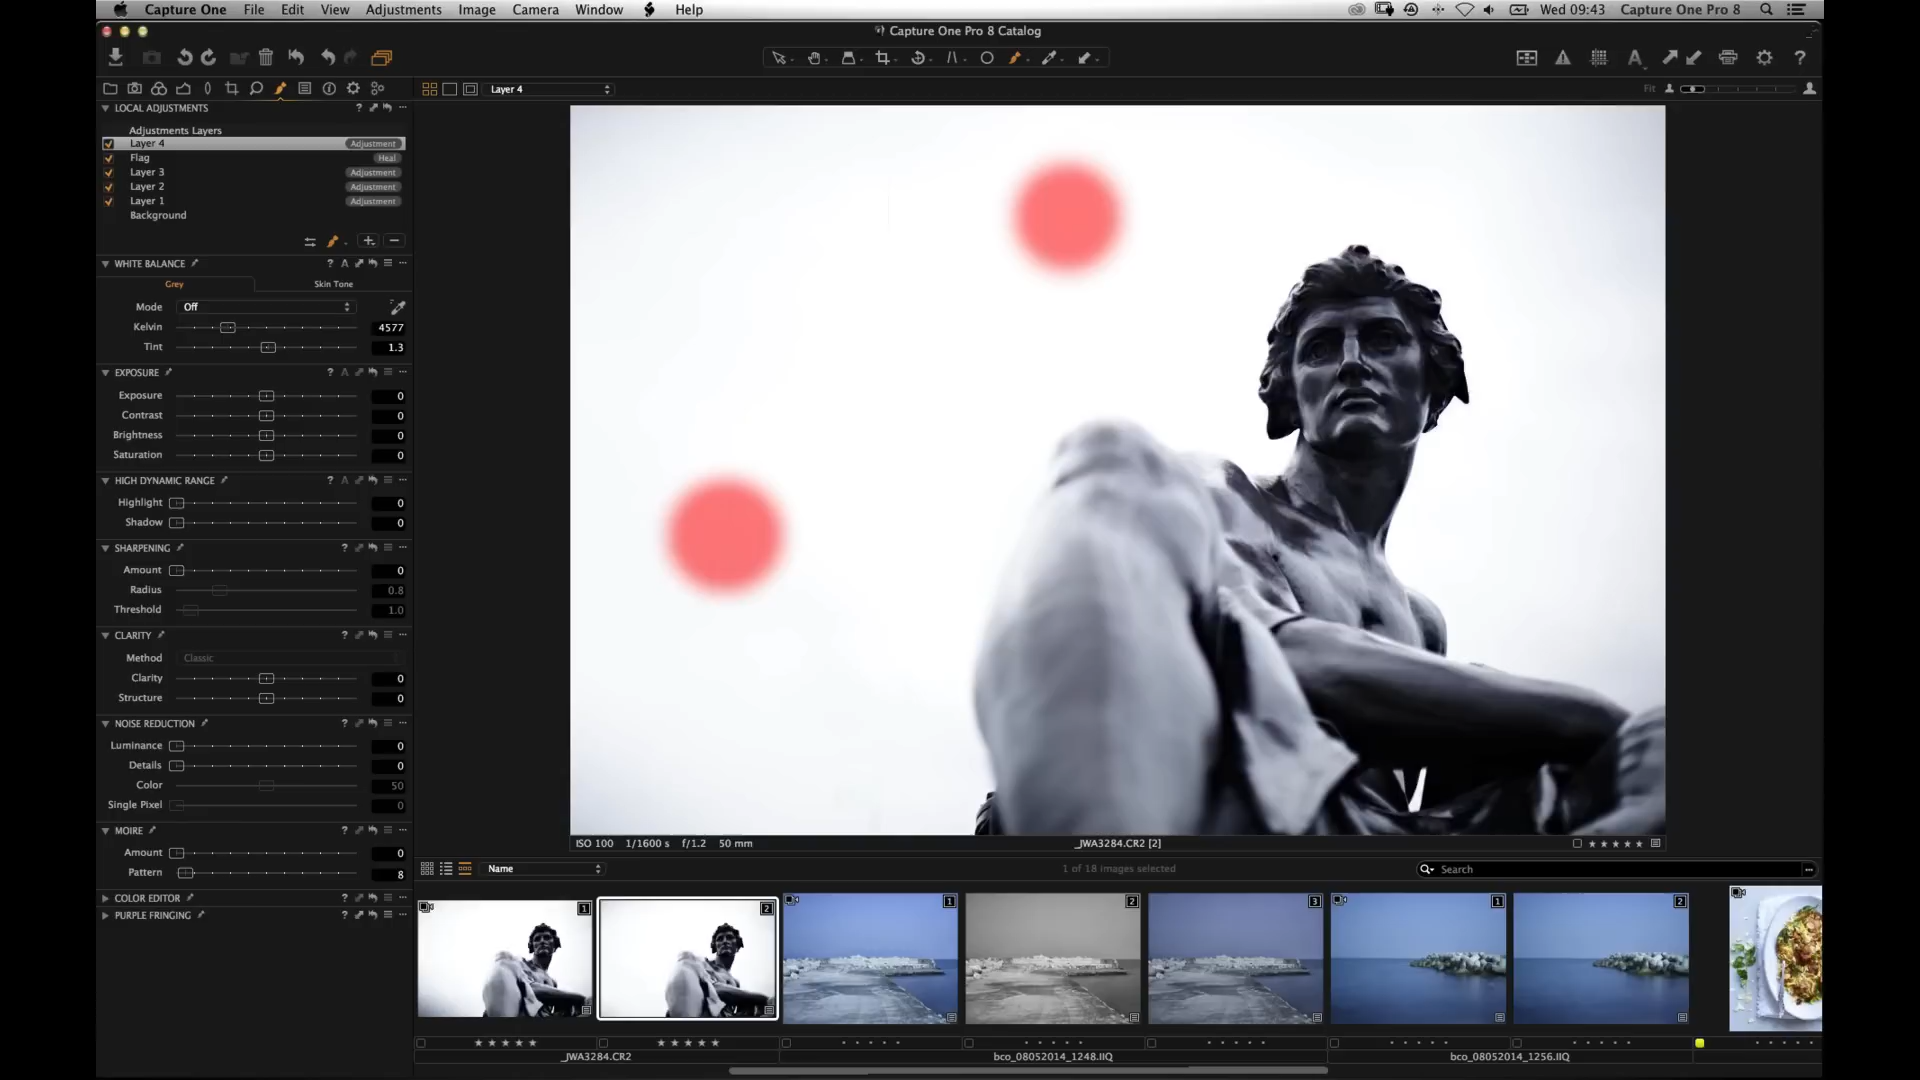 Capture One File Edit View Adjustments Image Camera Window Help Wed 09:43 Capture One Pro 8
Capture One Pro 8 Catalog
A ?
Layer 4 Fit
LOCAL ADJUSTMENTS ?
Adjustments Layers
Layer 4 Adjustment
Flag Heal
Layer 3 Adjustment
Layer 2 Adjustment
Layer 1 Adjustment
Background
WHITE BALANCE ? A
Grey Skin Tone
Mode Off
Kelvin 4577
Tint 1.3
EXPOSURE ? A
Exposure 0
Contrast 0
Brightness 0
Saturation 0
HIGH DYNAMIC RANGE ? A
Highlight 0
Shadow 0
SHARPENING ?
Amount 0
Radius 0.8
Threshold 1.0
CLARITY ?
Method Classic
Clarity 0
Structure 0
NOISE REDUCTION ?
Luminance 0
Details 0
Color 50
Single Pixel 0
MOIRE ?
Amount 0
Pattern 8
COLOR EDITOR ?
PURPLE FRINGING ?
ISO 100 1/1600 s f/1.2 50 mm _JWA3284.CR2 [2]
Name 1 of 18 images selected Search
1 2 1 2 3 1 2
_JWA3284.CR2 bco_08052014_1248.IIQ bco_08052014_1256.IIQ